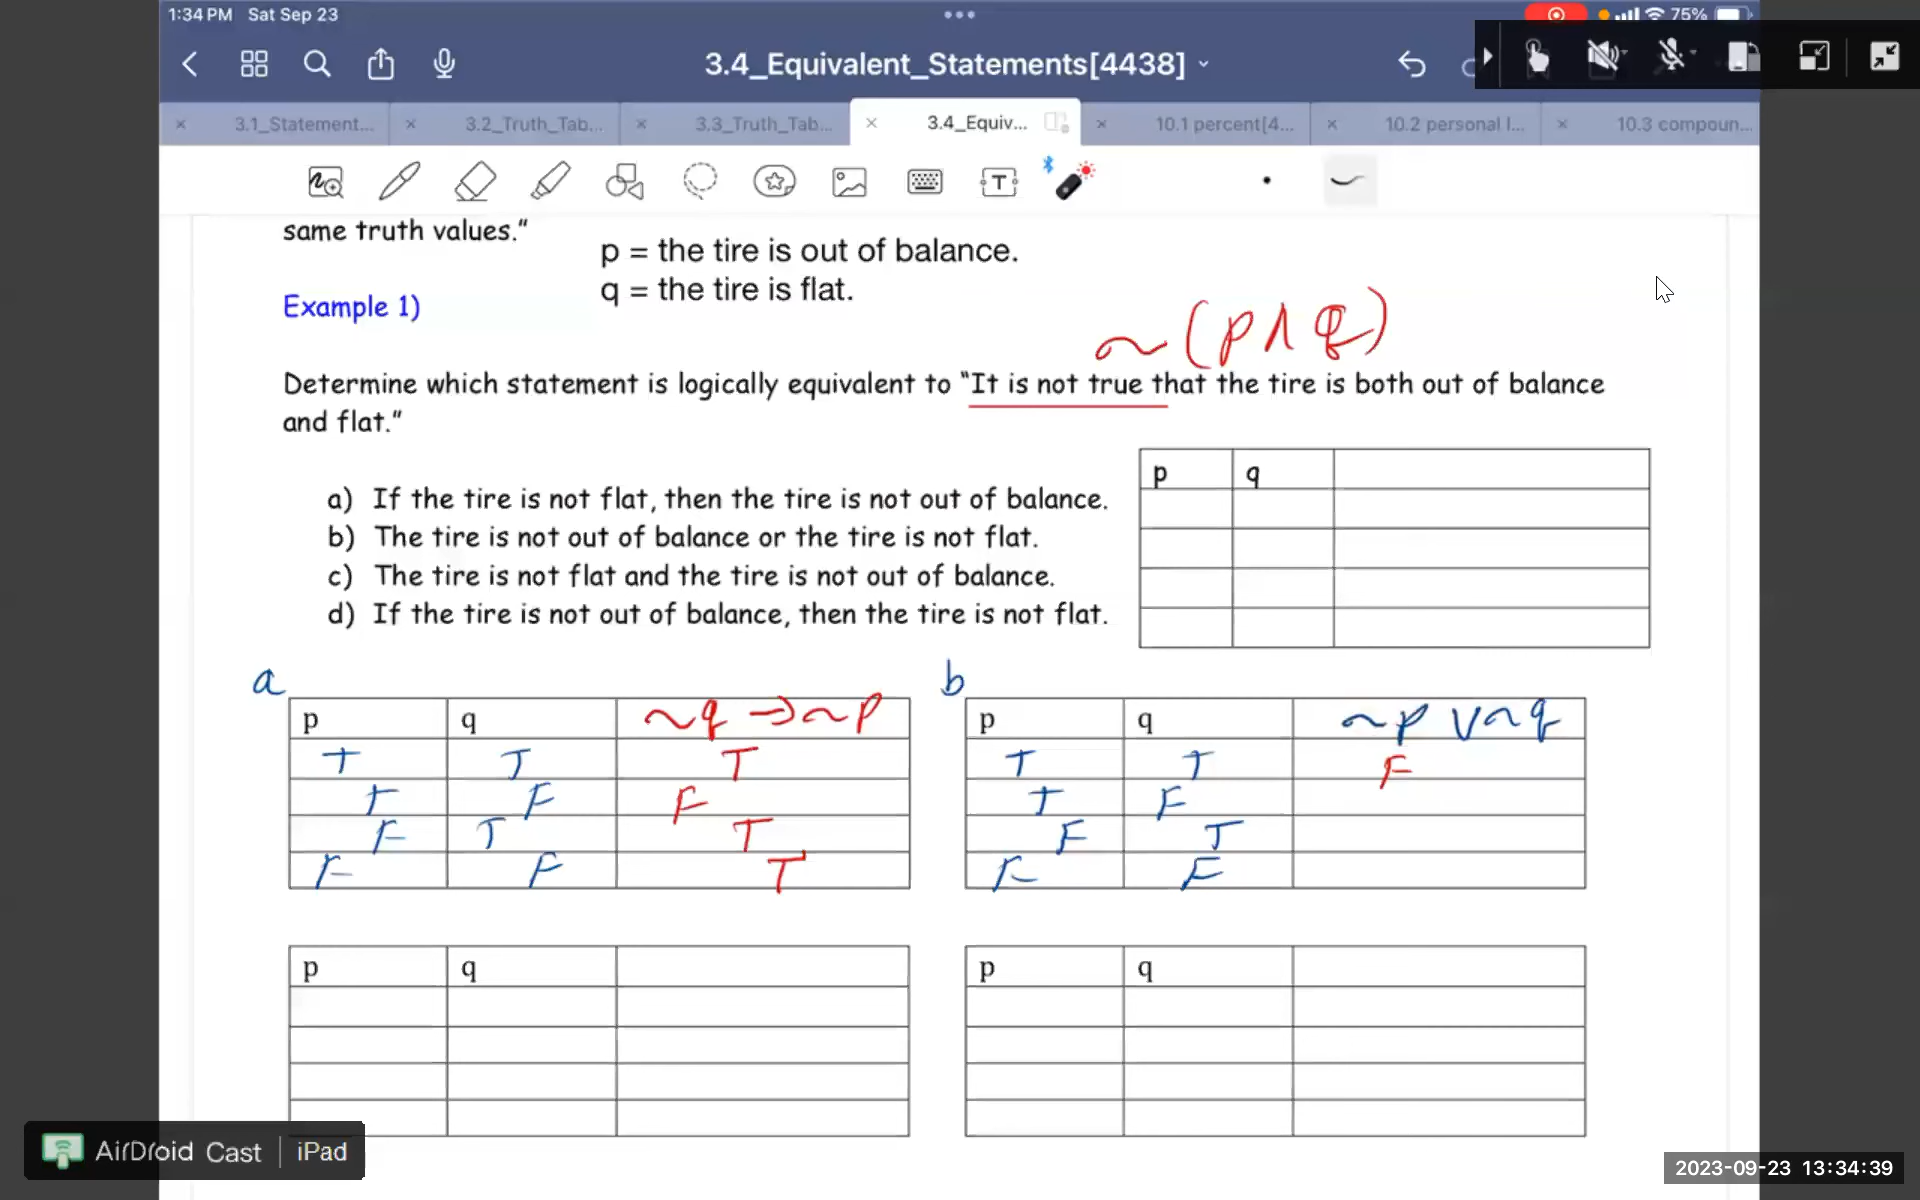 1:34 PM Sat Sep 23
75%
3.4_Equivalent_Statements[4438]
3.1_Statement... 3.2_Truth_Tab... 3.3_Truth_Tab... 3.4_Equiv... 10.1 percent[4... 10.2 personal l... 10.3 compoun...
T
same truth values.”
p = the tire is out of balance.
q = the tire is flat.
Example 1)
~(p∧q)
Determine which statement is logically equivalent to “It is not true that the tire is both out of balance
and flat.”
p q
a) If the tire is not flat, then the tire is not out of balance.
b) The tire is not out of balance or the tire is not flat.
c) The tire is not flat and the tire is not out of balance.
d) If the tire is not out of balance, then the tire is not flat.
a
p q ~q→~p
T T T
T F F
F T T
F F T
b
p q ~p∨~q
T T F
T F
F T
F F
p q
p q
AirDroid Cast | iPad
2023-09-23 13:34:39